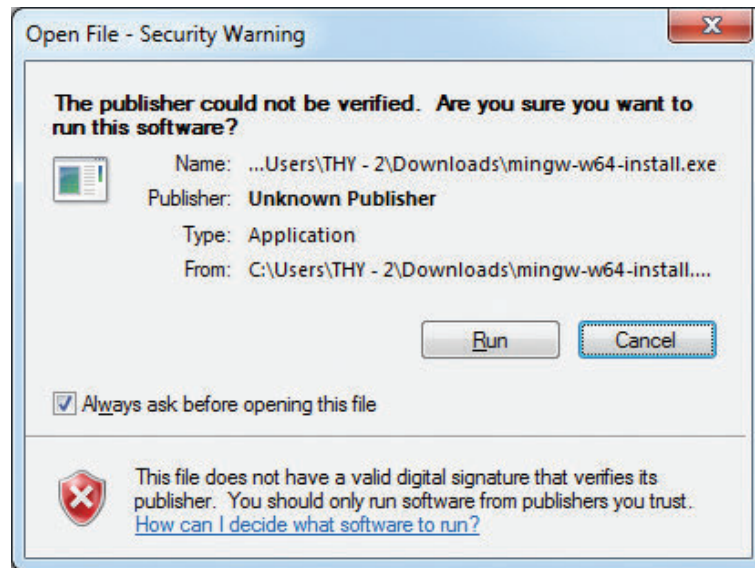 Open File - Security Warning
The publisher could not be verified.  Are you sure you want to
run this software?
Name: ...Users\THY - 2\Downloads\mingw-w64-install.exe
Publisher: Unknown Publisher
Type: Application
From: C:\Users\THY - 2\Downloads\mingw-w64-install....
Run Cancel
Always ask before opening this file
This file does not have a valid digital signature that verifies its
publisher.  You should only run software from publishers you trust.
How can I decide what software to run?